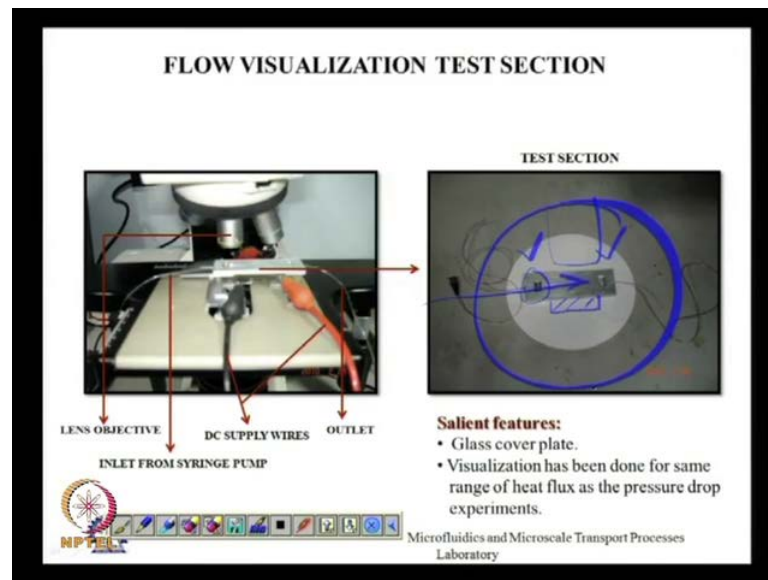 FLOW VISUALIZATION TEST SECTION
TEST SECTION
LENS OBJECTIVE
DC SUPPLY WIRES
OUTLET
INLET FROM SYRINGE PUMP
Salient features:
• Glass cover plate.
• Visualization has been done for same
range of heat flux as the pressure drop
experiments.
NPTEL
Microfluidics and Microscale Transport Processes
Laboratory